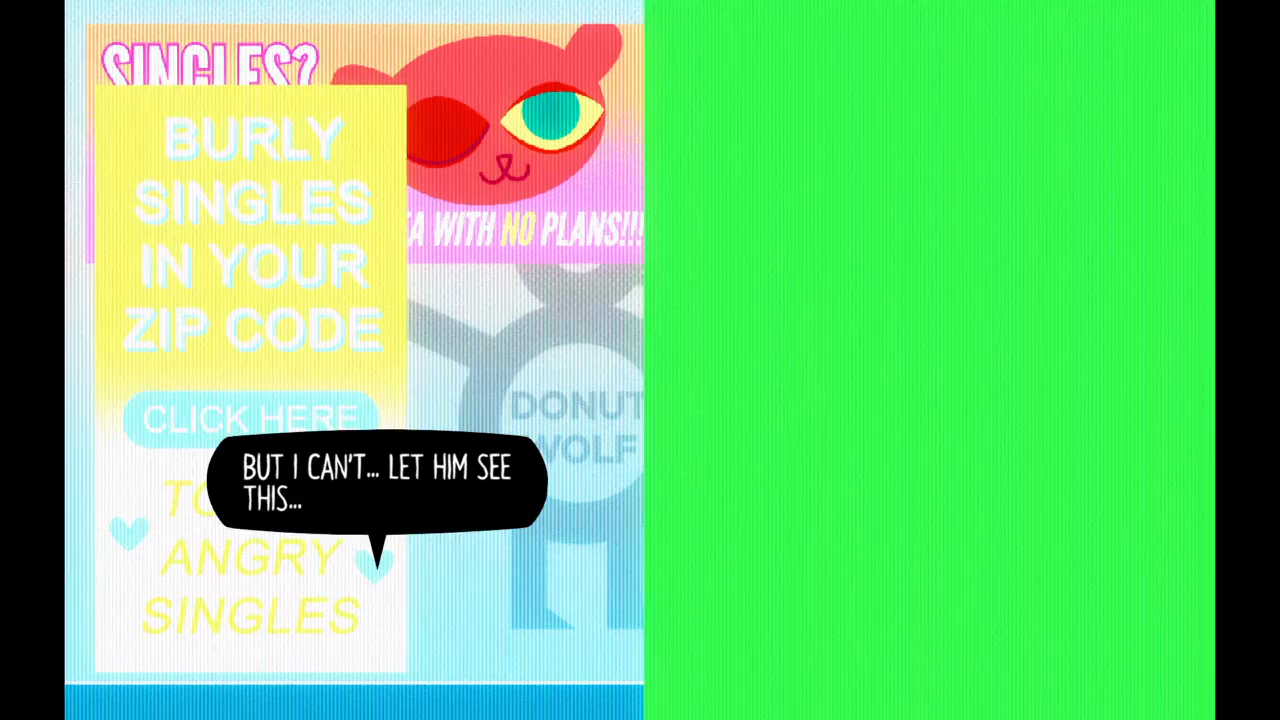 SINGLES?
BURLY
SINGLES
IN YOUR
ZIP CODE
WITH NO PLANS!!!
DONUT
WOLF
CLICK HERE
BUT I CAN'T... LET HIM SEE
THIS...
ANGRY
SINGLES